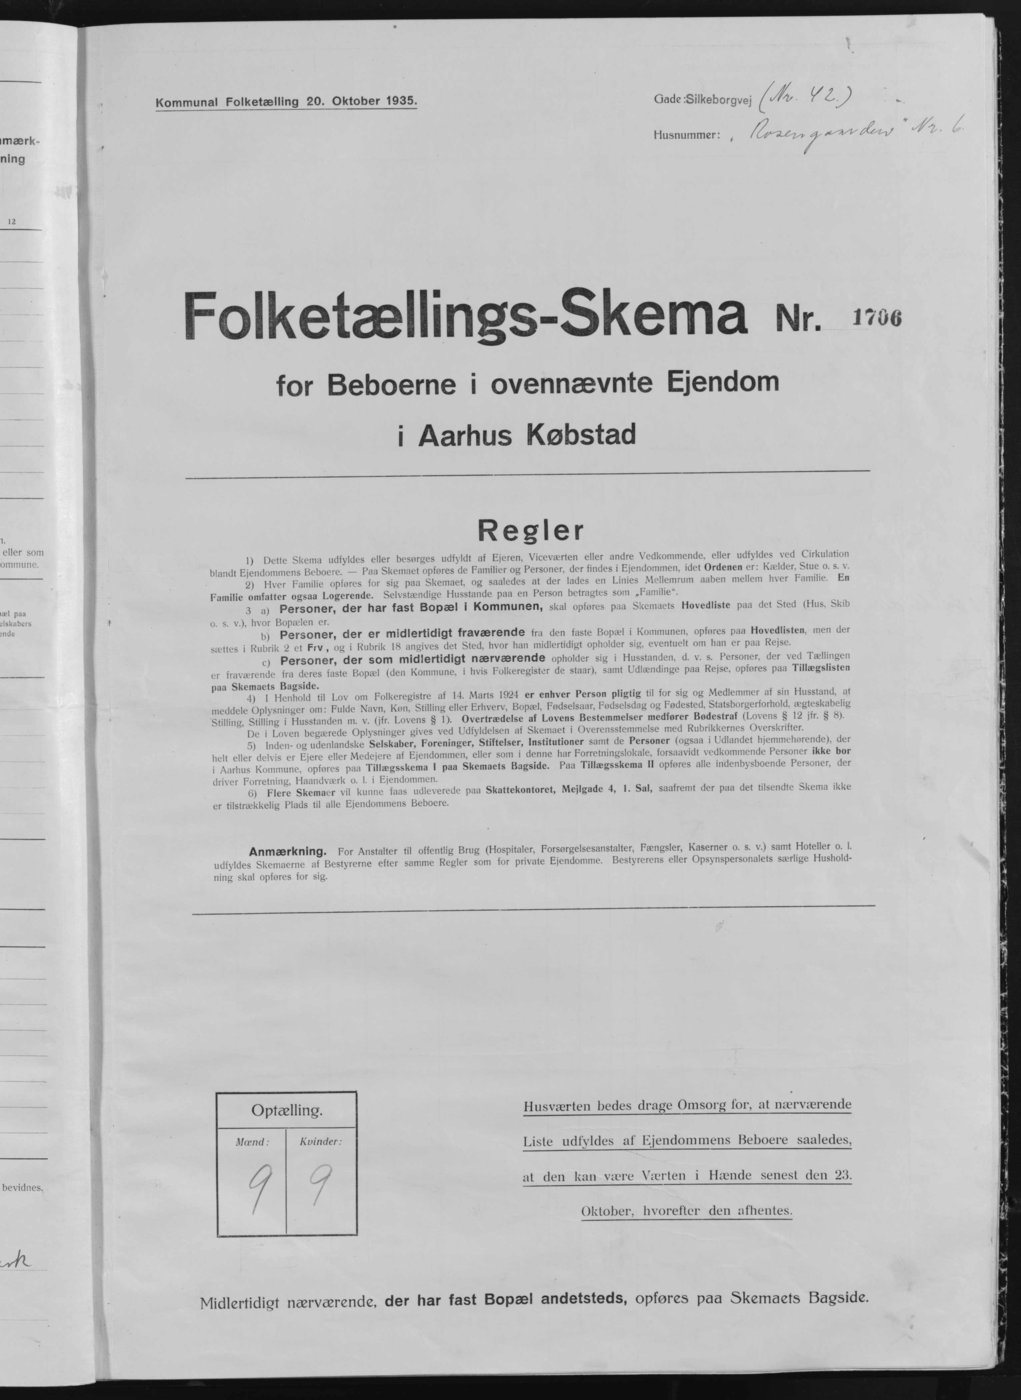 mærk-
ning
12
eller som
ommune.
æl paa
elskabers
ende
bevidnes,
Kommunal Folketælling 20. Oktober 1935.
Gade: Silkeborgvej (Nr. 42.)
Husnummer: „Rosengaarden" Nr. 6.
Folketællings-Skema Nr. 1706
for Beboerne i ovennævnte Ejendom
i Aarhus Købstad
Regler
1) Dette Skema udfyldes eller besørges udfyldt af Ejeren, Viceværten eller andre Vedkommende, eller udfyldes ved Cirkulation
blandt Ejendommens Beboere. — Paa Skemaet opføres de Familier og Personer, der findes i Ejendommen, idet Ordenen er: Kælder, Stue o. s. v.
2) Hver Familie opføres for sig paa Skemaet, og saaledes at der lades en Linies Mellemrum aaben mellem hver Familie. En
Familie omfatter ogsaa Logerende. Selvstændige Husstande paa en Person betragtes som „Familie".
3 a) Personer, der har fast Bopæl i Kommunen, skal opføres paa Skemaets Hovedliste paa det Sted (Hus, Skib
o. s. v.), hvor Bopælen er.
b) Personer, der er midlertidigt fraværende fra den faste Bopæl i Kommunen, opføres paa Hovedlisten, men der
sættes i Rubrik 2 et Frv, og i Rubrik 18 angives det Sted, hvor han midlertidigt opholder sig, eventuelt om han er paa Rejse.
c) Personer, der som midlertidigt nærværende opholder sig i Husstanden, d. v. s. Personer, der ved Tællingen
er fraværende fra deres faste Bopæl (den Kommune, i hvis Folkeregister de staar), samt Udlændinge paa Rejse, opføres paa Tillægslisten
paa Skemaets Bagside.
4) I Henhold til Lov om Folkeregistre af 14. Marts 1924 er enhver Person pligtig til for sig og Medlemmer af sin Husstand, at
meddele Oplysninger om: Fulde Navn, Køn, Stilling eller Erhverv, Bopæl, Fødselsaar, Fødselsdag og Fødested, Statsborgerforhold, ægteskabelig
Stilling, Stilling i Husstanden m. v. (jfr. Lovens § 1). Overtrædelse af Lovens Bestemmelser medfører Bødestraf (Lovens § 12 jfr. § 8).
De i Loven begærede Oplysninger gives ved Udfyldelsen af Skemaet i Overensstemmelse med Rubrikkernes Overskrifter.
5) Inden- og udenlandske Selskaber, Foreninger, Stiftelser, Institutioner samt de Personer (ogsaa i Udlandet hjemmehørende), der
helt eller delvis er Ejere eller Medejere af Ejendommen, eller som i denne har Forretningslokale, forsaavidt vedkommende Personer ikke bor
i Aarhus Kommune, opføres paa Tillægsskema I paa Skemaets Bagside. Paa Tillægsskema II opføres alle indenbysboende Personer, der
driver Forretning, Haandværk o. l. i Ejendommen.
6) Flere Skemaer vil kunne faas udleverede paa Skattekontoret, Mejlgade 4, 1. Sal, saafremt der paa det tilsendte Skema ikke
er tilstrækkelig Plads til alle Ejendommens Beboere.
Anmærkning. For Anstalter til offentlig Brug (Hospitaler, Forsørgelsesanstalter, Fængsler, Kaserner o. s. v.) samt Hoteller o. l.
udfyldes Skemaerne af Bestyrerne efter samme Regler som for private Ejendomme. Bestyrerens eller Opsynspersonalets særlige Hushold-
ning skal opføres for sig.
Optælling.
Mænd: Kvinder:
9 9
Husværten bedes drage Omsorg for, at nærværende
Liste udfyldes af Ejendommens Beboere saaledes,
at den kan være Værten i Hænde senest den 23.
Oktober, hvorefter den afhentes.
Midlertidigt nærværende, der har fast Bopæl andetsteds, opføres paa Skemaets Bagside.